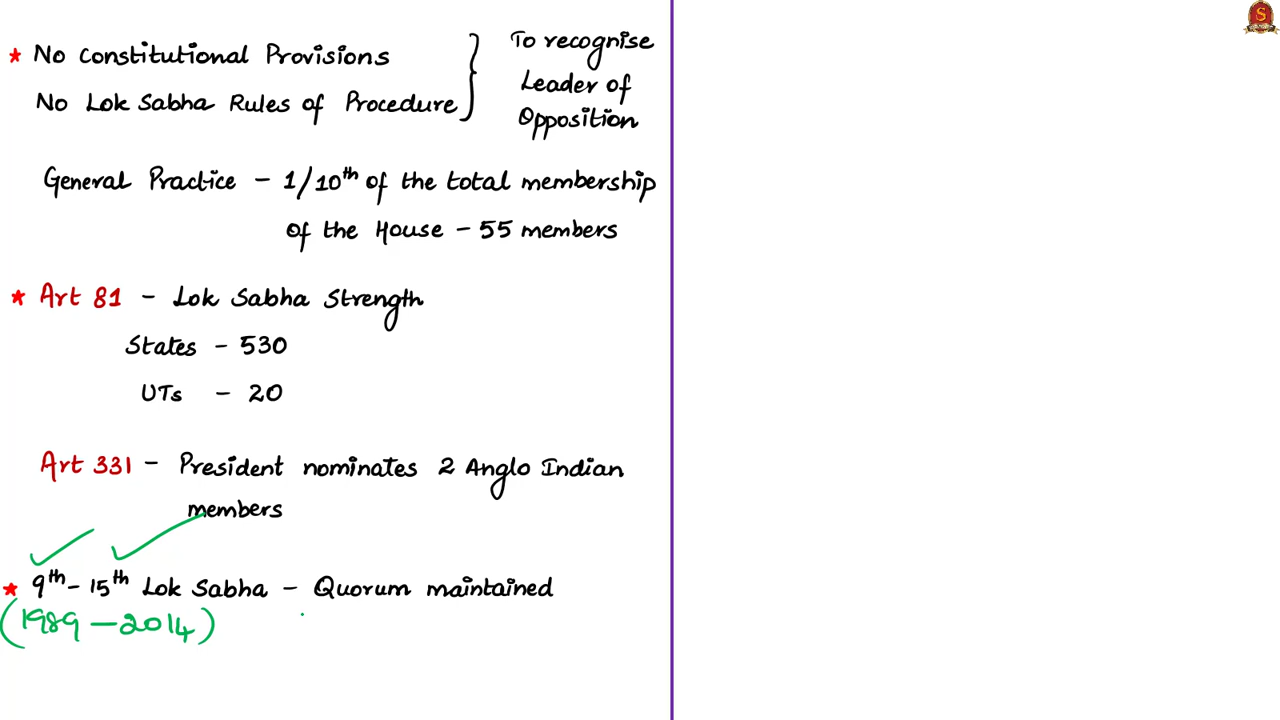 * No Constitutional Provisions
No Lok Sabha Rules of Procedure
To recognise
Leader of
Opposition
General Practice - 1/10th of the total membership
of the House - 55 members
* Art 81 - Lok Sabha Strength
States - 530
UTs - 20
Art 331 - President nominates 2 Anglo Indian
members
* 9th - 15th Lok Sabha - Quorum maintained
(1989 - 2014)
S